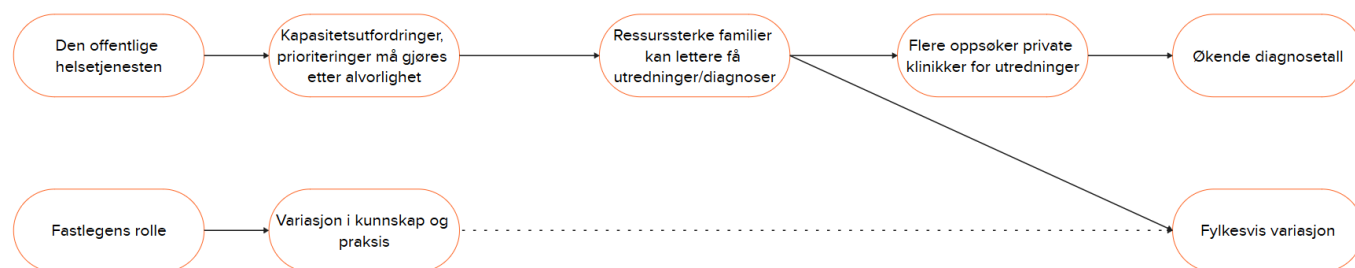 Den offentlige
helsetjenesten
Kapasitetsutfordringer,
prioriteringer må gjøres
etter alvorlighet
Ressurssterke familier
kan lettere få
utredninger/diagnoser
Flere oppsøker private
klinikker for utredninger
Økende diagnosetall
Fastlegens rolle
Variasjon i kunnskap og
praksis
Fylkesvis variasjon